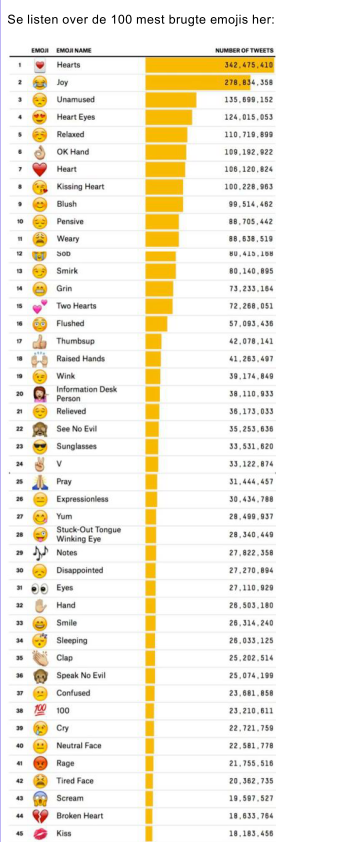 Se listen over de 100 mest brugte emojis her:
EMOJI EMOJI NAME NUMBER OF TWEETS
1 Hearts 342,475,410
2 Joy 278,834,358
3 Unamused 135,699,152
4 Heart Eyes 124,015,053
5 Relaxed 110,719,899
6 OK Hand 109,192,922
7 Heart 106,120,824
8 Kissing Heart 100,228,963
9 Blush 99,514,462
10 Pensive 88,705,442
11 Weary 88,638,519
12 Sob 80,415,168
13 Smirk 80,140,895
14 Grin 73,233,164
15 Two Hearts 72,268,051
16 Flushed 57,093,436
17 Thumbsup 42,078,141
18 Raised Hands 41,263,497
19 Wink 39,174,849
20 Information Desk
Person 38,110,933
21 Relieved 36,173,033
22 See No Evil 35,253,636
23 Sunglasses 33,531,620
24 V 33,122,874
25 Pray 31,444,457
26 Expressionless 30,434,788
27 Yum 28,499,937
28 Stuck-Out Tongue
Winking Eye 28,340,449
29 Notes 27,822,358
30 Disappointed 27,270,894
31 Eyes 27,110,929
32 Hand 26,503,180
33 Smile 26,314,240
34 Sleeping 26,033,125
35 Clap 25,202,514
36 Speak No Evil 25,074,199
37 Confused 23,681,858
38 100 100 23,210,611
39 Cry 22,721,759
40 Neutral Face 22,581,778
41 Rage 21,755,516
42 Tired Face 20,362,735
43 Scream 19,597,527
44 Broken Heart 18,633,764
45 Kiss 18,183,456